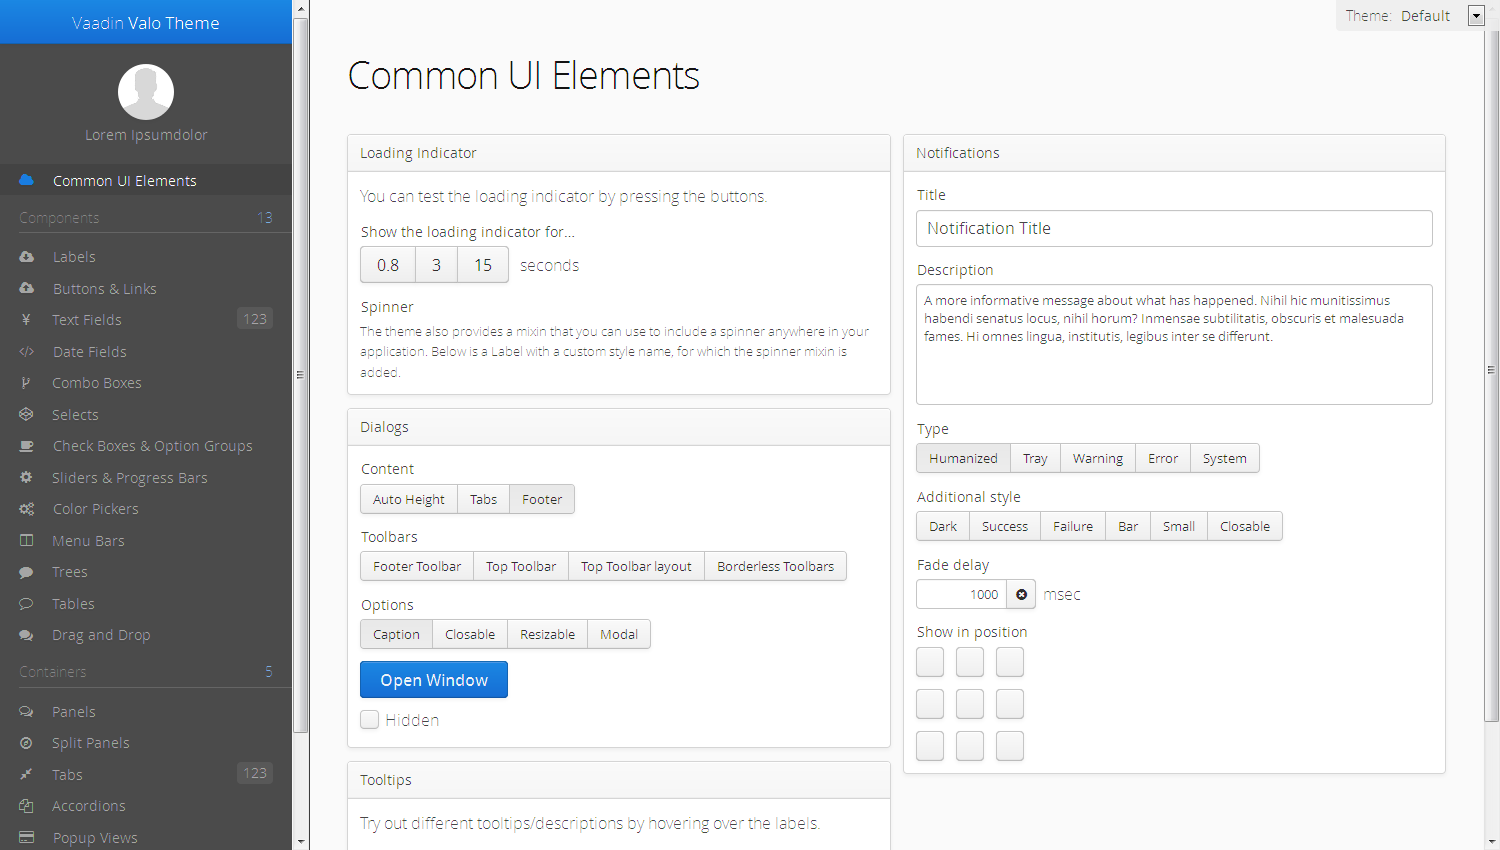 Vaadin Valo Theme
Lorem Ipsumdolor
Common UI Elements
Components 13
Labels
Buttons & Links
Text Fields 123
Date Fields
Combo Boxes
Selects
Check Boxes & Option Groups
Sliders & Progress Bars
Color Pickers
Menu Bars
Trees
Tables
Drag and Drop
Containers 5
Panels
Split Panels
Tabs 123
Accordions
Popup Views
Theme: Default
Common UI Elements
Loading Indicator
You can test the loading indicator by pressing the buttons.
Show the loading indicator for...
0.8 3 15 seconds
Spinner
The theme also provides a mixin that you can use to include a spinner anywhere in your
application. Below is a Label with a custom style name, for which the spinner mixin is
added.
Dialogs
Content
Auto Height Tabs Footer
Toolbars
Footer Toolbar Top Toolbar Top Toolbar layout Borderless Toolbars
Options
Caption Closable Resizable Modal
Open Window
Hidden
Tooltips
Try out different tooltips/descriptions by hovering over the labels.
Notifications
Title
Notification Title
Description
A more informative message about what has happened. Nihil hic munitissimus
habendi senatus locus, nihil horum? Inmensae subtilitatis, obscuris et malesuada
fames. Hi omnes lingua, institutis, legibus inter se differunt.
Type
Humanized Tray Warning Error System
Additional style
Dark Success Failure Bar Small Closable
Fade delay
1000 msec
Show in position